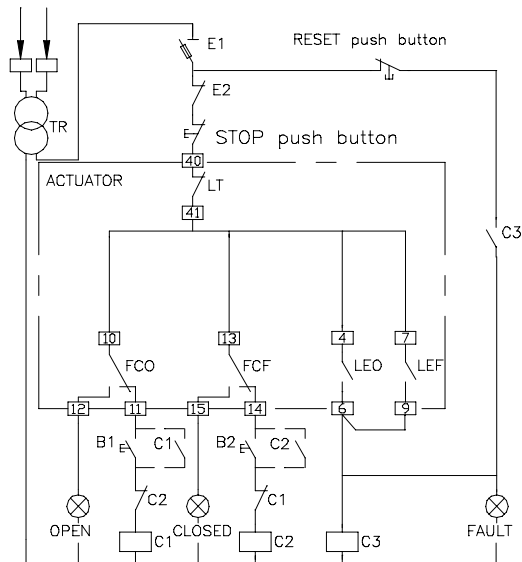 E1
RESET push button
E2
TR
STOP push button
40
ACTUATOR
LT
41
C3
10
13
4
7
FCO
FCF
LEO
LEF
12
11
15
14
6
9
B1
C1
B2
C2
C2
C1
OPEN
C1
CLOSED
C2
C3
FAULT